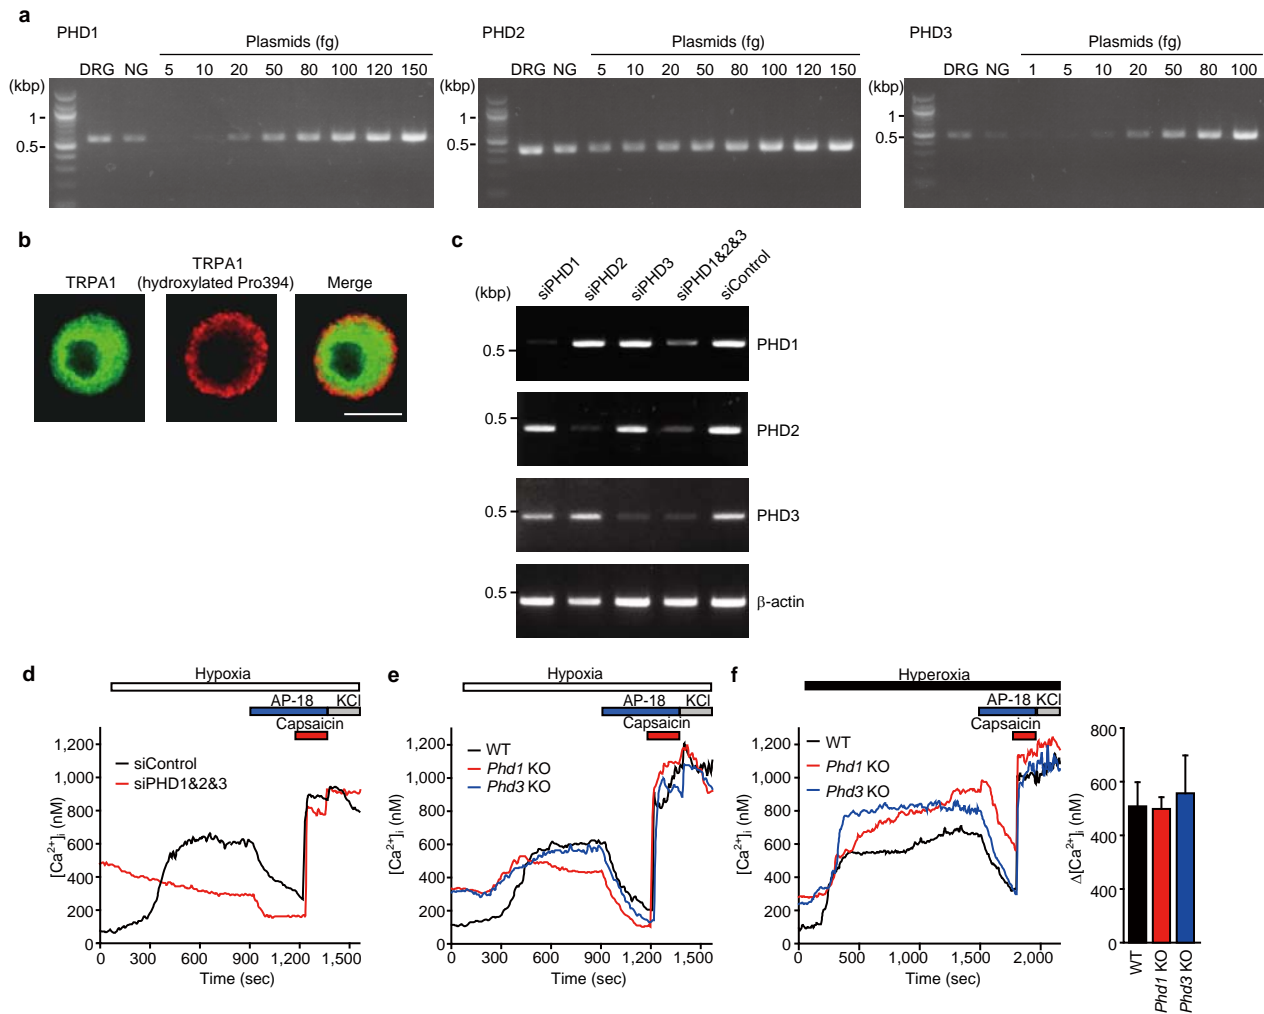 a
PHD1
Plasmids (fg)
DRG NG 5 10 20 50 80 100 120 150
(kbp)
1
0.5
PHD2
Plasmids (fg)
DRG NG 5 10 20 50 80 100 120 150
(kbp)
1
0.5
PHD3
Plasmids (fg)
DRG NG 1 5 10 20 50 80 100
(kbp)
1
0.5
b
TRPA1
TRPA1
(hydroxylated Pro394)
Merge
c
(kbp)
siPHD1
siPHD2
siPHD3
siPHD1&2&3
siControl
0.5
PHD1
0.5
PHD2
0.5
PHD3
0.5
β-actin
d
Hypoxia
AP-18
KCl
Capsaicin
siControl
siPHD1&2&3
[Ca2+]i (nM)
1,200
1,000
800
600
400
200
0
0 300 600 900 1,200 1,500
Time (sec)
e
Hypoxia
AP-18
KCl
Capsaicin
WT
Phd1 KO
Phd3 KO
[Ca2+]i (nM)
1,200
1,000
800
600
400
200
0
0 300 600 900 1,200 1,500
Time (sec)
f
Hyperoxia
AP-18
KCl
Capsaicin
WT
Phd1 KO
Phd3 KO
[Ca2+]i (nM)
1,200
1,000
800
600
400
200
0
0 500 1,000 1,500 2,000
Time (sec)
Δ[Ca2+]i (nM)
800
600
400
400
0
WT
Phd1 KO
Phd3 KO